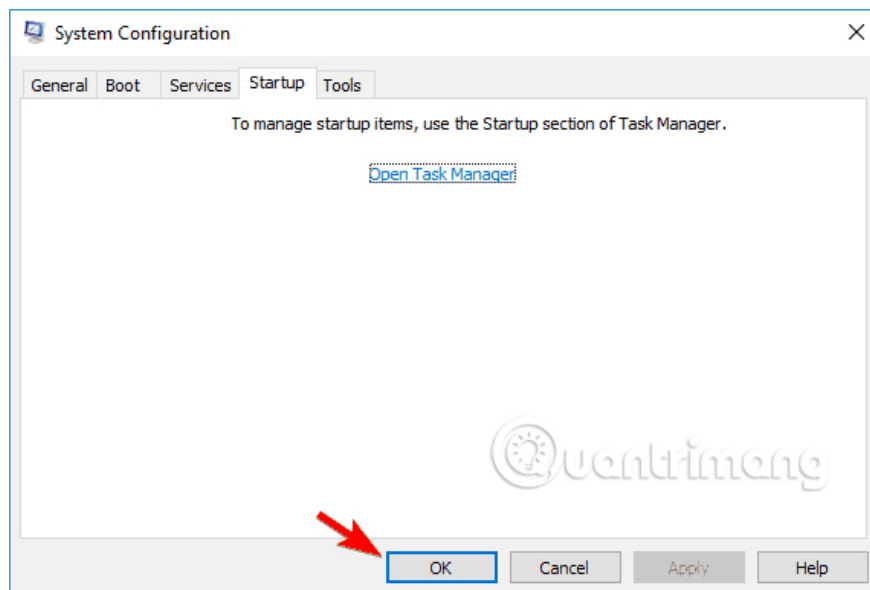 System Configuration
General Boot Services Startup Tools
To manage startup items, use the Startup section of Task Manager.
Open Task Manager
Quantrimang
OK Cancel Apply Help